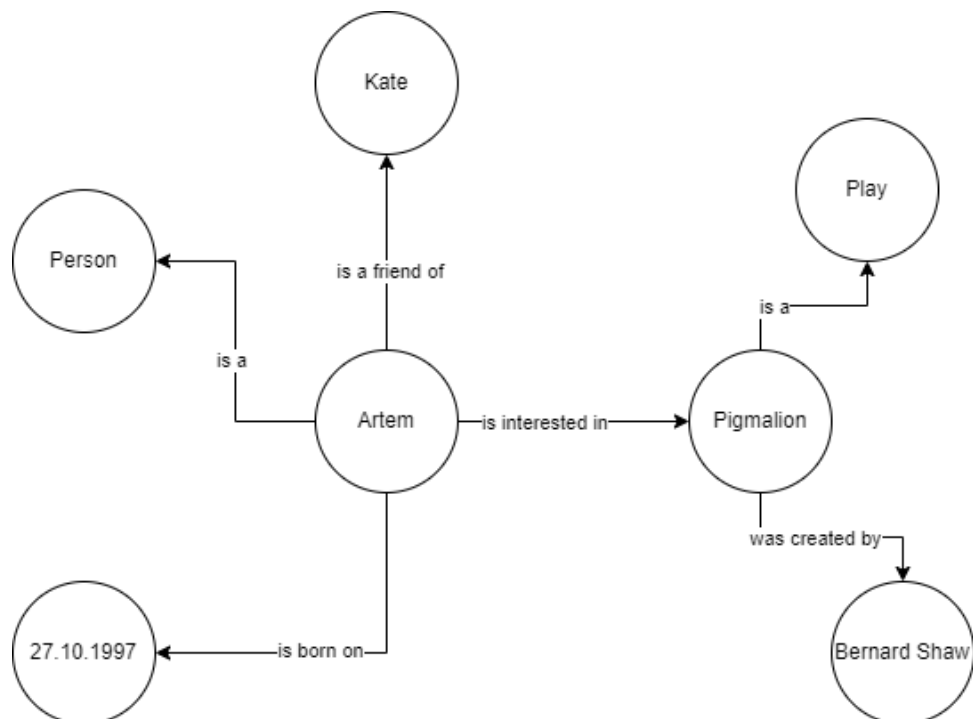 Kate
Play
Person
is a friend of
is a
is a
Artem
is interested in
Pigmalion
was created by
27.10.1997
is born on
Bernard Shaw